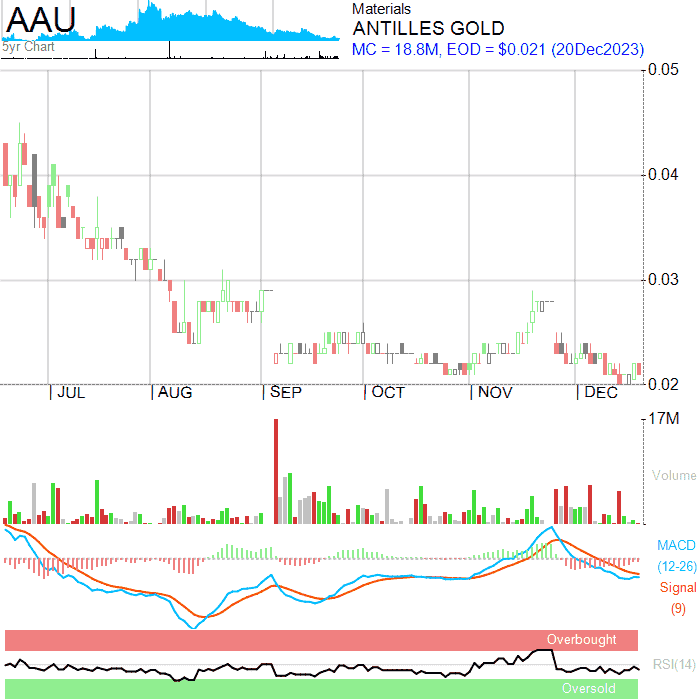 AAU
5yr Chart
Materials
ANTILLES GOLD
MC = 18.8M, EOD = $0.021 (20Dec2023)
0.05
0.04
0.03
0.02
JUL AUG SEP OCT NOV DEC
17M
Volume
MACD
(12-26)
Signal
(9)
Overbought
RSI(14)
Oversold